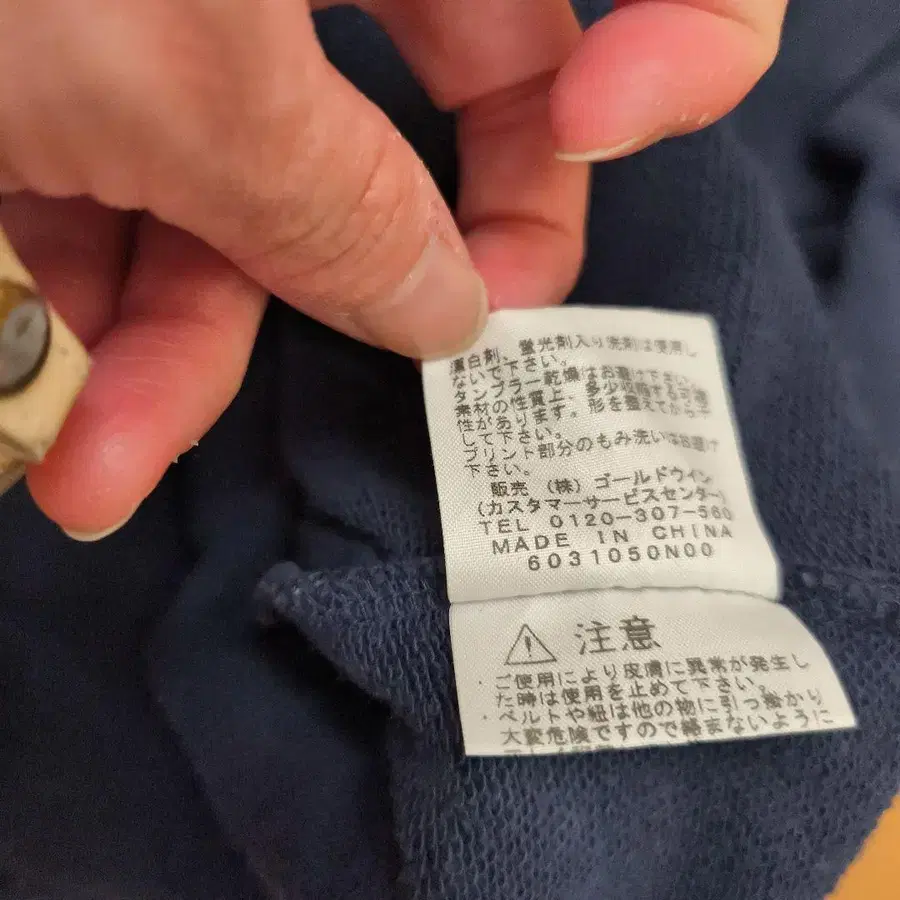 漂白剤、蛍光剤入り洗剤は使用し
ないで下さい。
タンブラー乾燥はお避け下さい。
素材の性質上、多少収縮する可能
性があります。形を整えてから干
して下さい。
プリント部分のもみ洗いはお避け
下さい。
販売 (株) ゴールドウイン
(カスタマーサービスセンター)
TEL 0120-307-560
MADE IN CHINA
6031050N00
注意
・ご使用により皮膚に異常が発生し
た時は使用を止めて下さい。
・ベルトや紐は他の物に引っ掛かり
大変危険ですので絡まないように